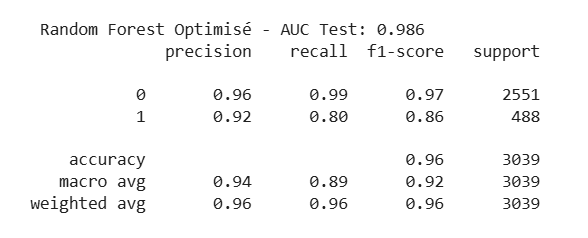 Random Forest Optimisé - AUC Test: 0.986
precision recall f1-score support
0 0.96 0.99 0.97 2551
1 0.92 0.80 0.86 488
accuracy 0.96 3039
macro avg 0.94 0.89 0.92 3039
weighted avg 0.96 0.96 0.96 3039